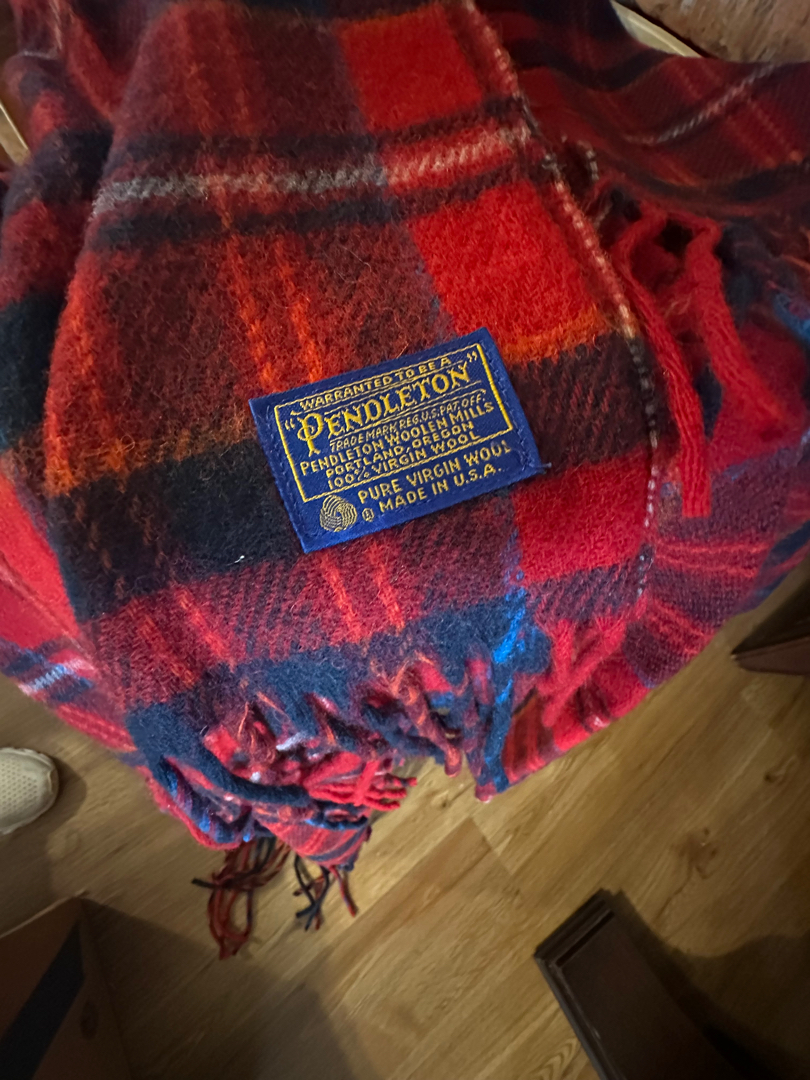 WARRANTED TO BE A
"PENDLETON"
TRADE MARK REG. U.S. PAT. OFF.
PENDLETON WOOLEN MILLS
PORTLAND, OREGON
100% VIRGIN WOOL
PURE VIRGIN WOOL
® MADE IN U.S.A.